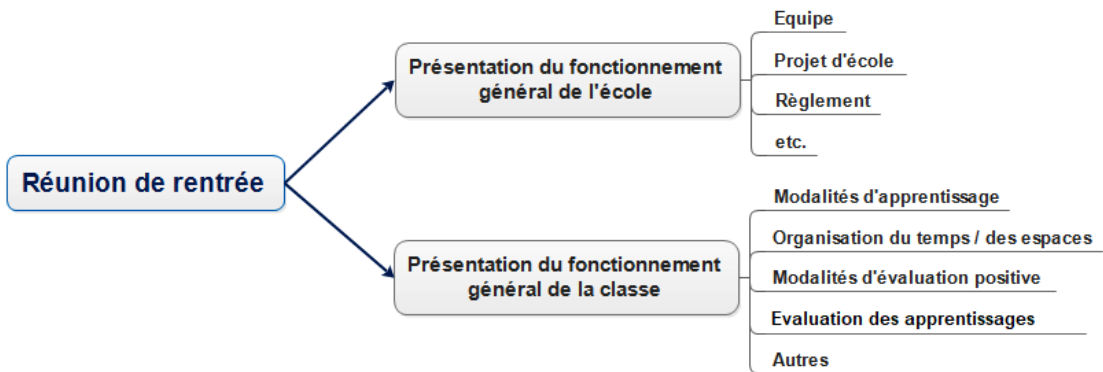 Réunion de rentrée
Présentation du fonctionnement
général de l'école
Equipe
Projet d'école
Règlement
etc.
Présentation du fonctionnement
général de la classe
Modalités d'apprentissage
Organisation du temps / des espaces
Modalités d'évaluation positive
Evaluation des apprentissages
Autres